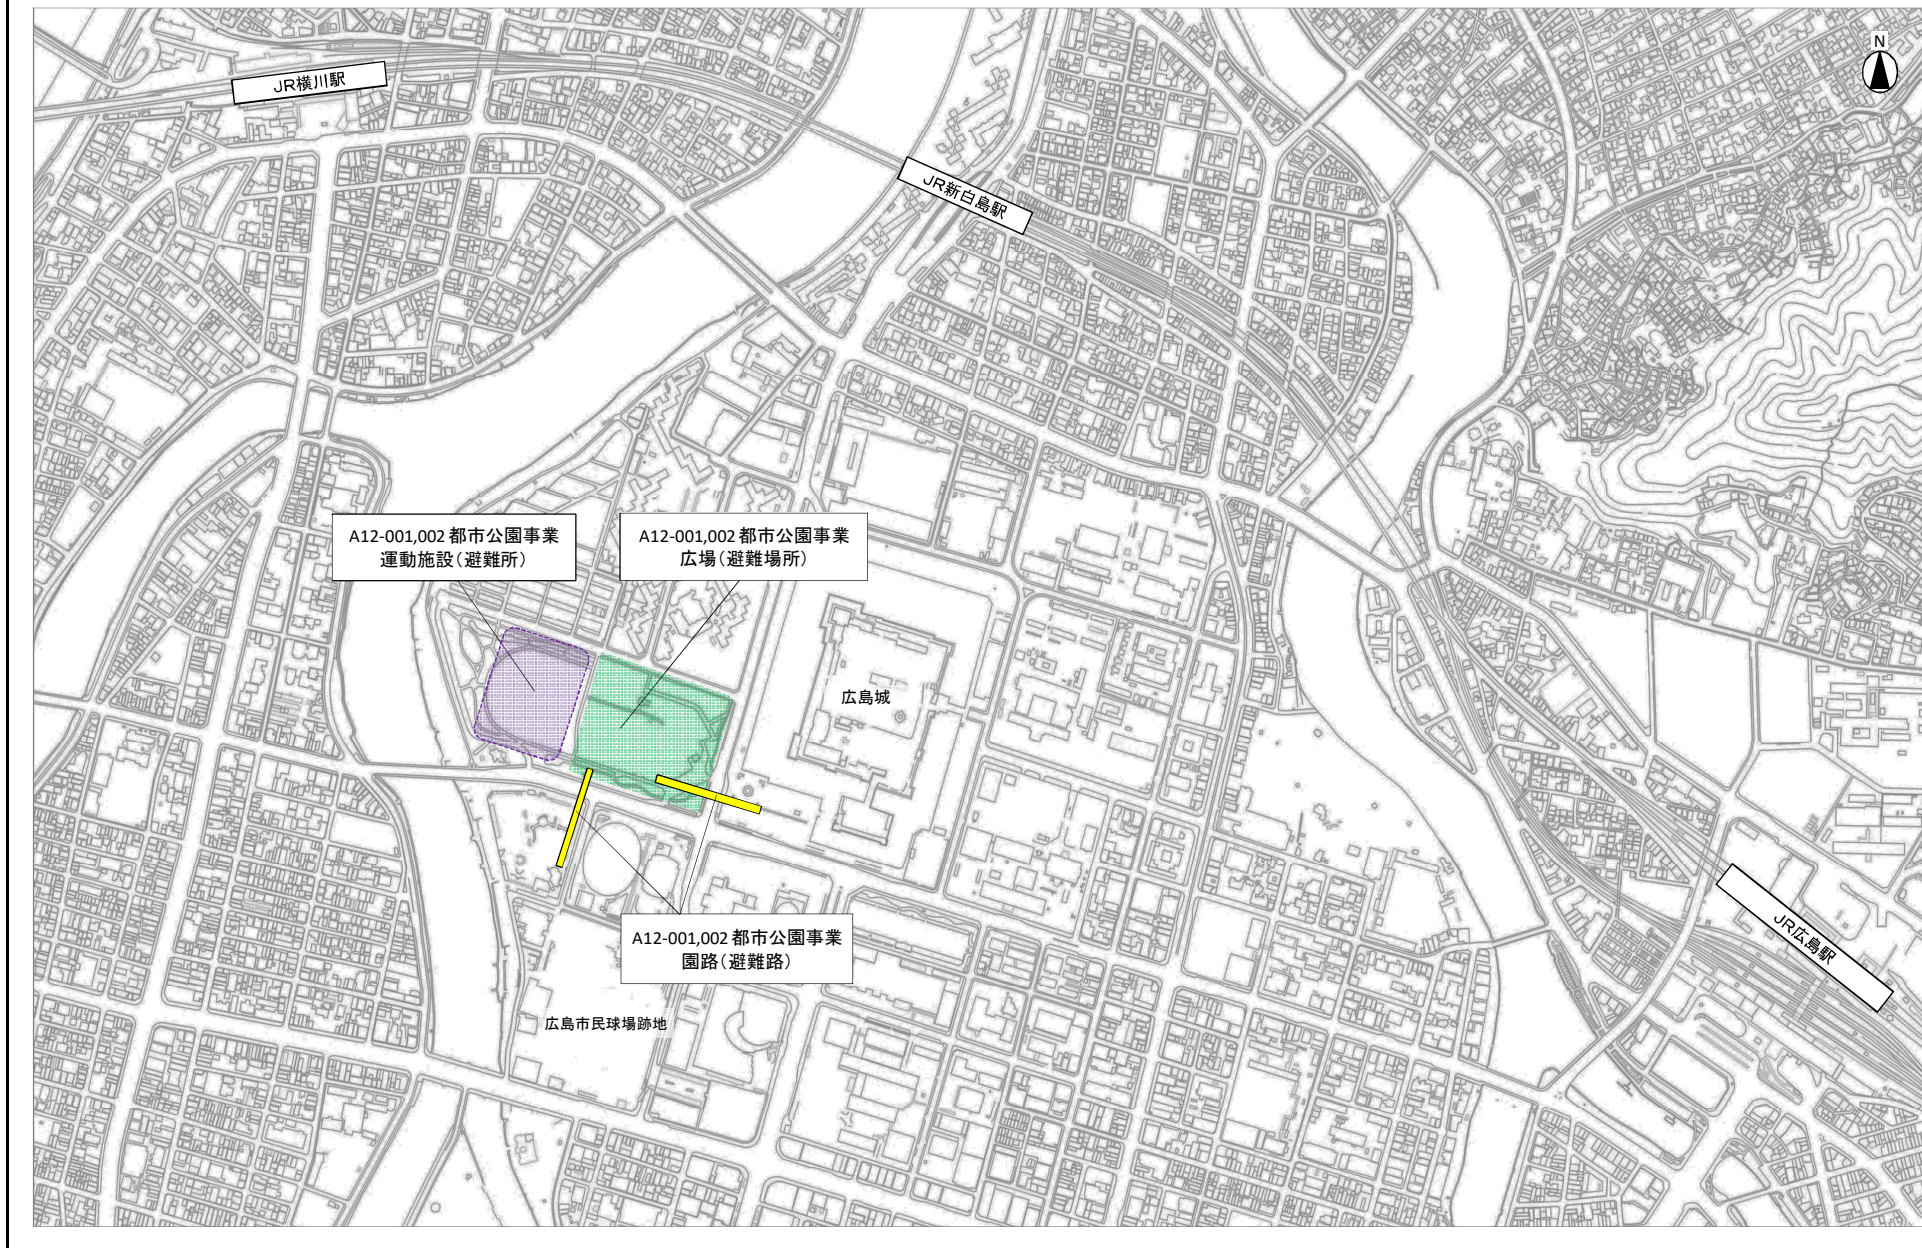 N
JR横川駅
JR新白島駅
A12-001,002 都市公園事業
運動施設(避難所)
A12-001,002 都市公園事業
広場(避難場所)
広島城
A12-001,002 都市公園事業
園路(避難路)
JR広島駅
広島市民球場跡地